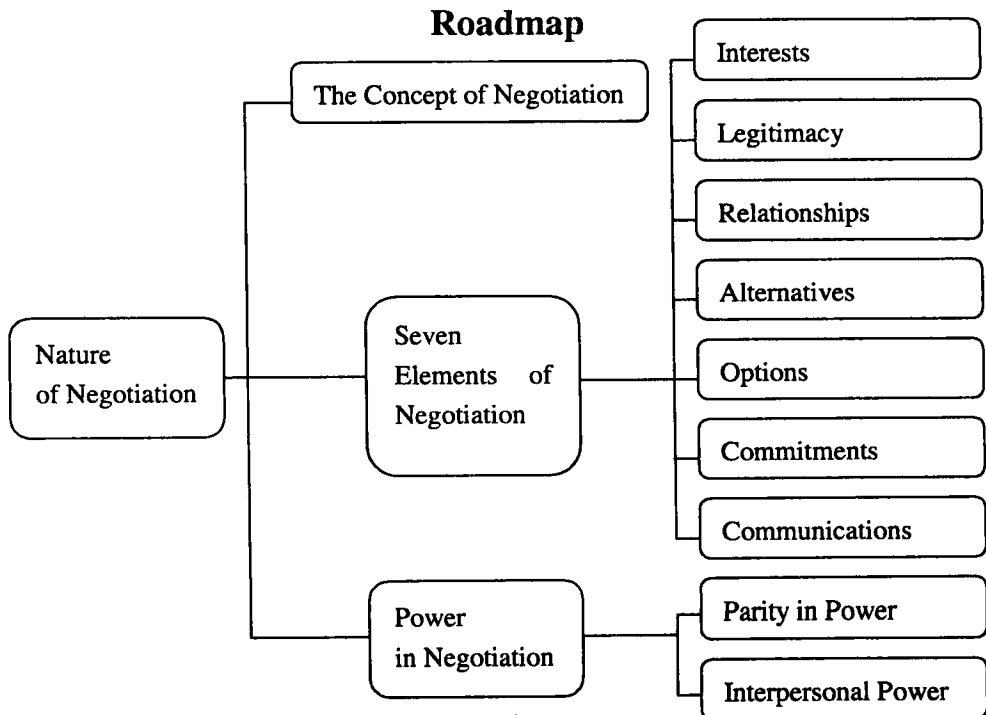 Roadmap
Nature
of Negotiation
The Concept of Negotiation
Seven
Elements of
Negotiation
Interests
Legitimacy
Relationships
Alternatives
Options
Commitments
Communications
Power
in Negotiation
Parity in Power
Interpersonal Power